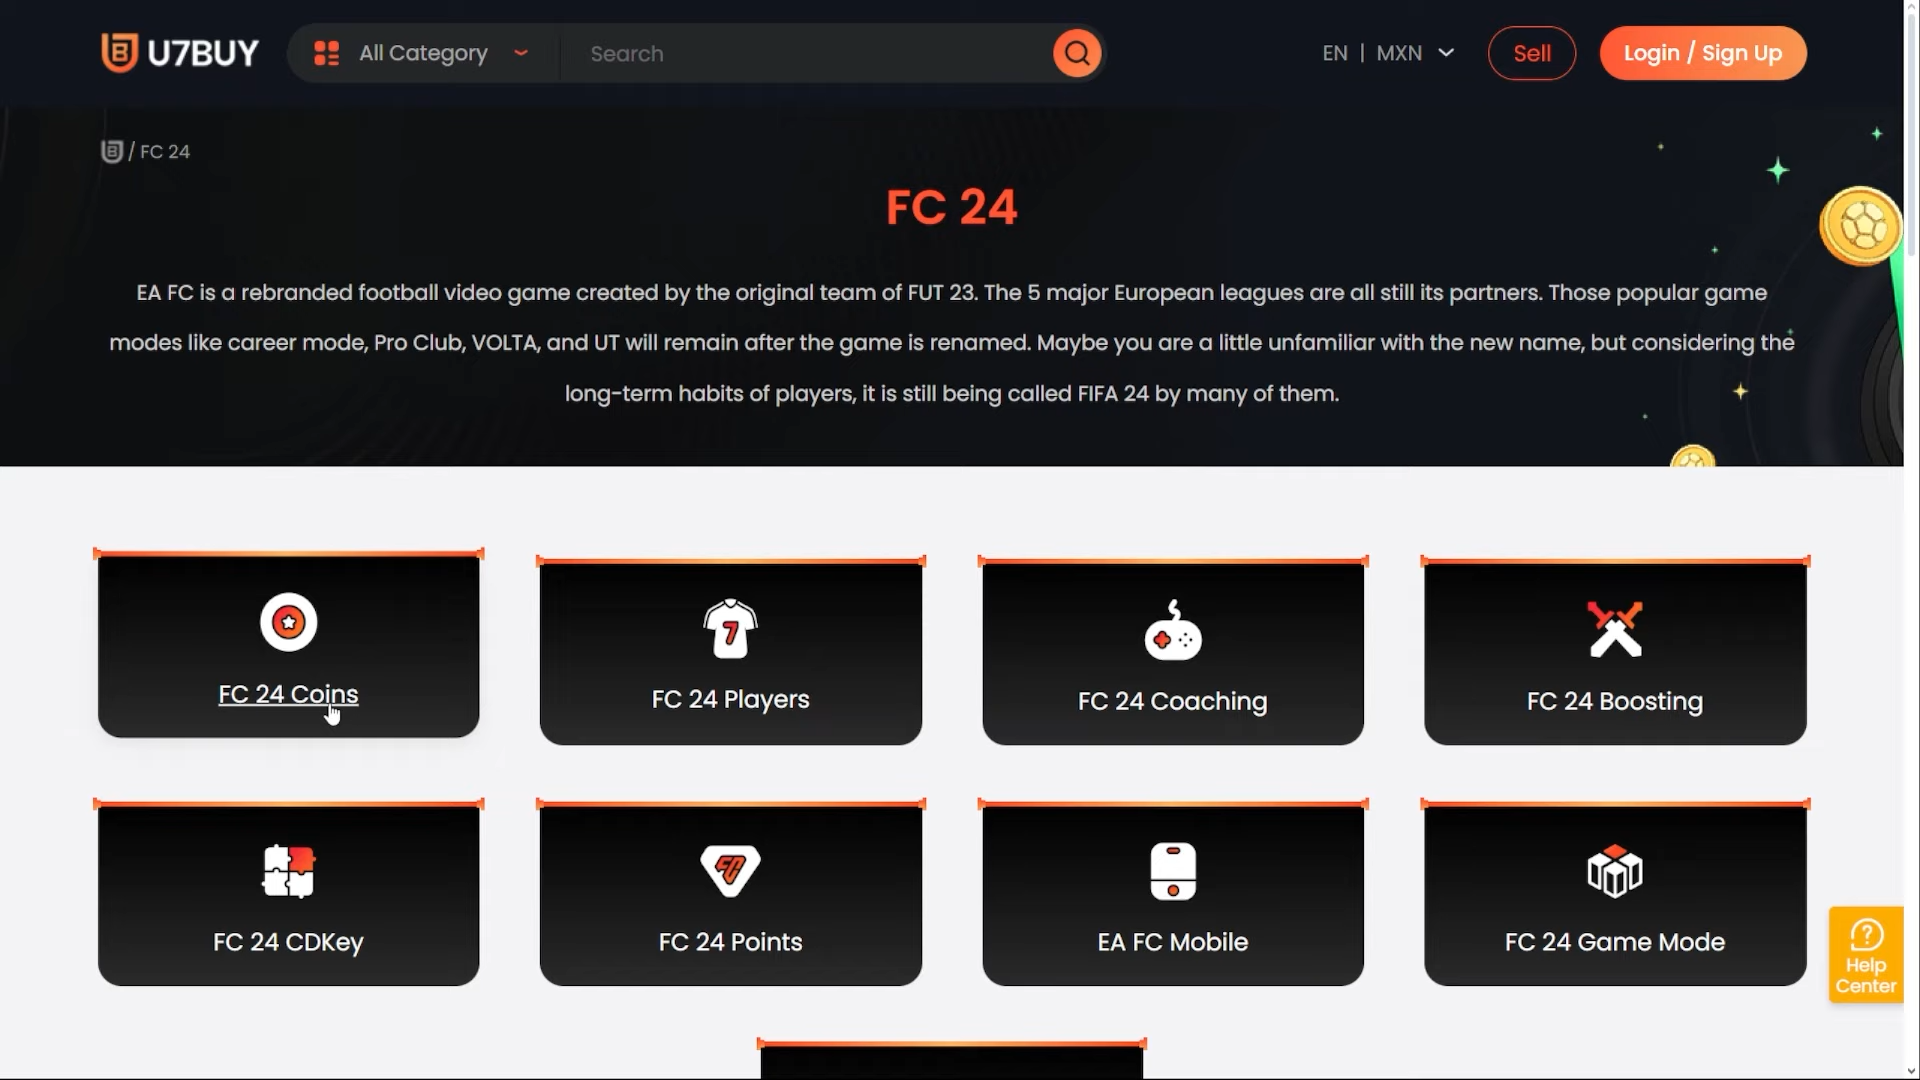 U7BUY
All Category
Search
EN | MXN
Sell
Login / Sign Up
/ FC 24
FC 24
EA FC is a rebranded football video game created by the original team of FUT 23. The 5 major European leagues are all still its partners. Those popular game
modes like career mode, Pro Club, VOLTA, and UT will remain after the game is renamed. Maybe you are a little unfamiliar with the new name, but considering the
long-term habits of players, it is still being called FIFA 24 by many of them.
FC 24 Coins
7
FC 24 Players
FC 24 Coaching
FC 24 Boosting
FC 24 CDKey
FC
FC 24 Points
EA FC Mobile
FC 24 Game Mode
?
Help
Center